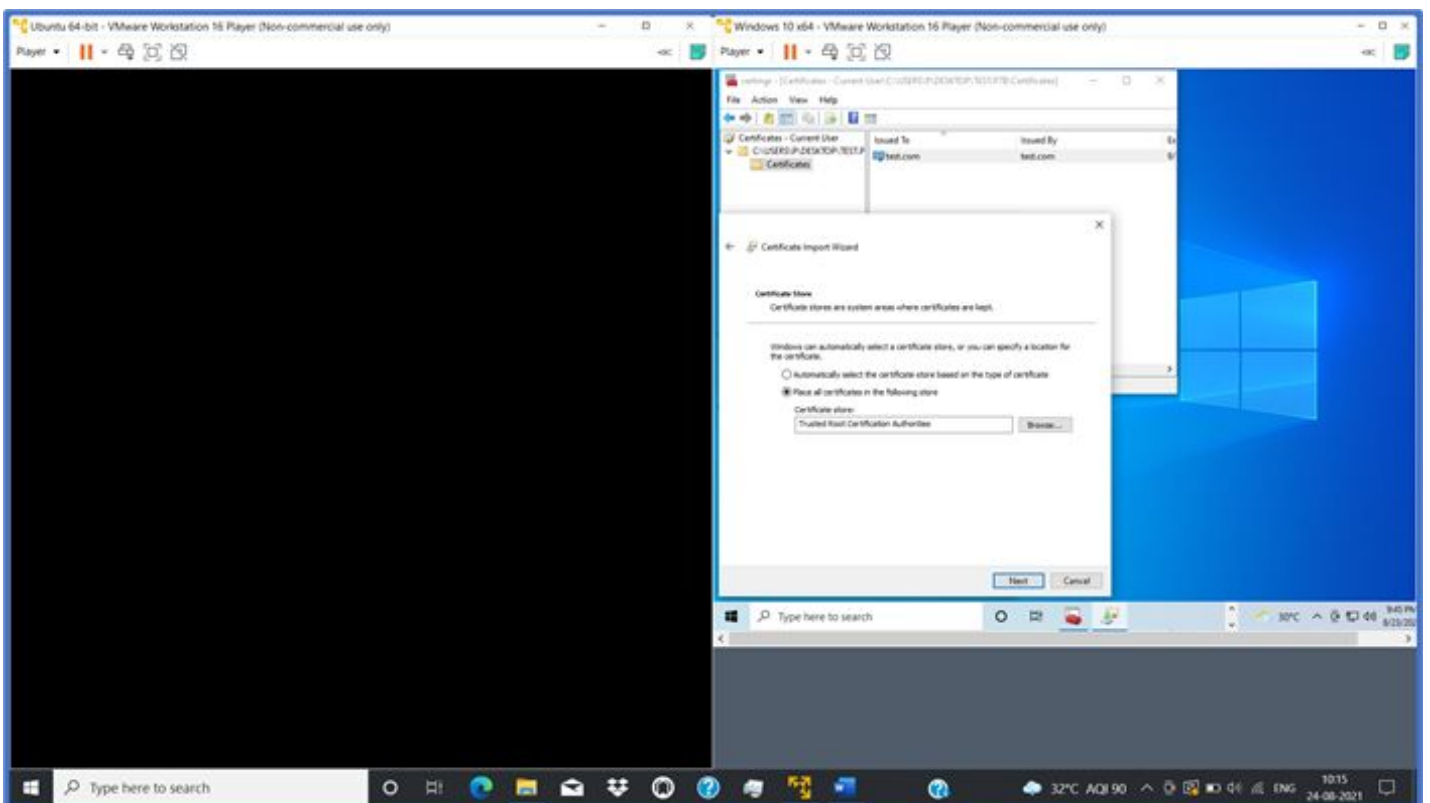 Ubuntu 64-bit - VMware Workstation 16 Player (Non-commercial use only)
Player
Windows 10 x64 - VMware Workstation 16 Player (Non-commercial use only)
Player
File Action View Help
Certificates - Current User
Certificates
Issued To
Issued By
test.com
test.com
Certificate Import Wizard
Certificate Store
Certificate stores are system areas where certificates are kept.
Windows can automatically select a certificate store, or you can specify a location for
the certificate.
Automatically select the certificate store based on the type of certificate
Place all certificates in the following store
Certificate store:
Trusted Root Certification Authorities
Browse...
Next
Cancel
Type here to search
30°C
9:45 PM
Type here to search
32°C AQI 90
ENG
10:15
24-08-2021